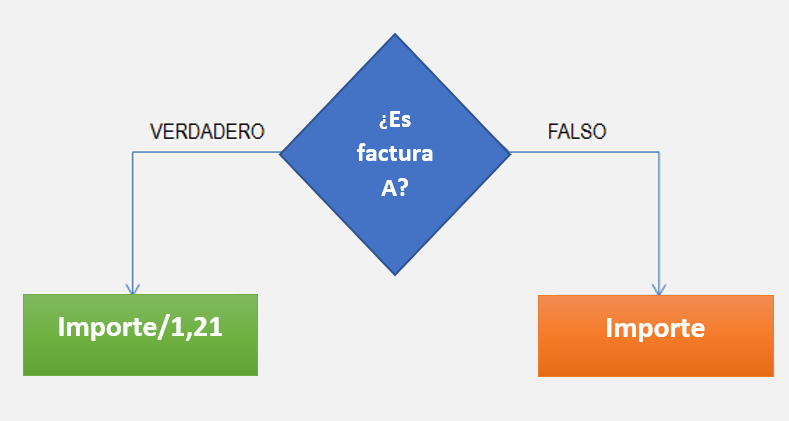 ¿Es
factura
A?
VERDADERO
FALSO
Importe/1,21
Importe